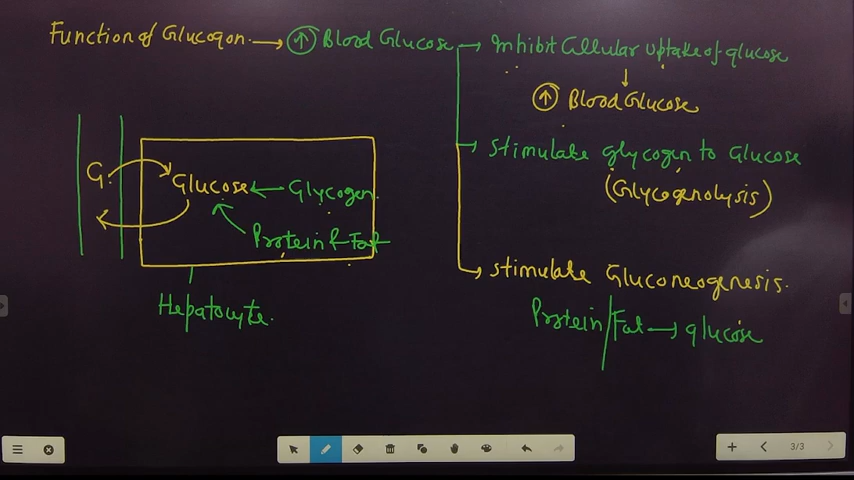 Function of Glucogon. → ↑ Blood Glucose → Inhibit Cellular uptake of glucose
↓
↑ Blood Glucose
→ Stimulate glycogen to Glucose
(Glycogenolysis)
→ Stimulate Gluconeogenesis.
Protein/Fat → glucose
G.
Glucose ← Glycogen.
Protein & Fat
Hepatocyte.
3/3